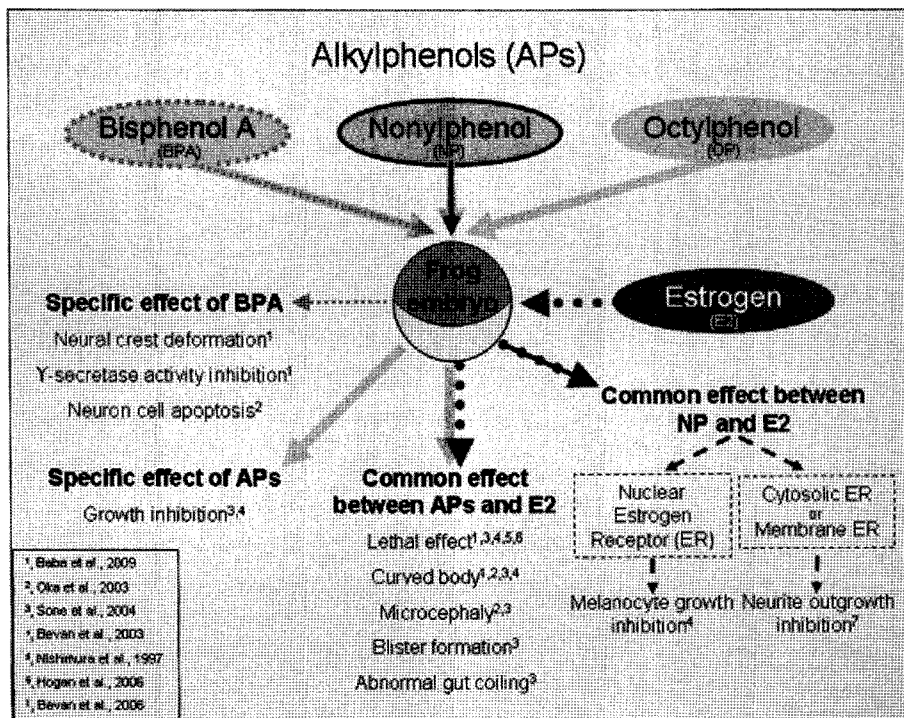 Alkylphenols (APs)
Bisphenol A
(BPA)
Nonylphenol
(NP)
Octylphenol
(OP)
Frog
embryo
Estrogen
(E2)
Specific effect of BPA
Neural crest deformation¹
Υ-secretase activity inhibition¹
Neuron cell apoptosis²
Specific effect of APs
Growth inhibition³,⁴
Common effect
between APs and E2
Lethal effect¹,³,⁴,⁵,⁶
Curved body¹,²,³,⁴
Microcephaly²,³
Blister formation³
Abnormal gut coiling³
Common effect between
NP and E2
Nuclear
Estrogen
Receptor (ER)
Melanocyte growth
inhibition⁴
Cytosolic ER
or
Membrane ER
Neurite outgrowth
inhibition⁷
¹, Baba et al., 2009
², Oka et al., 2003
³, Sone et al., 2004
Bevan et al., 2003
Nishimura et al., 1997
Hogan et al., 2006
Bevan et al., 2006